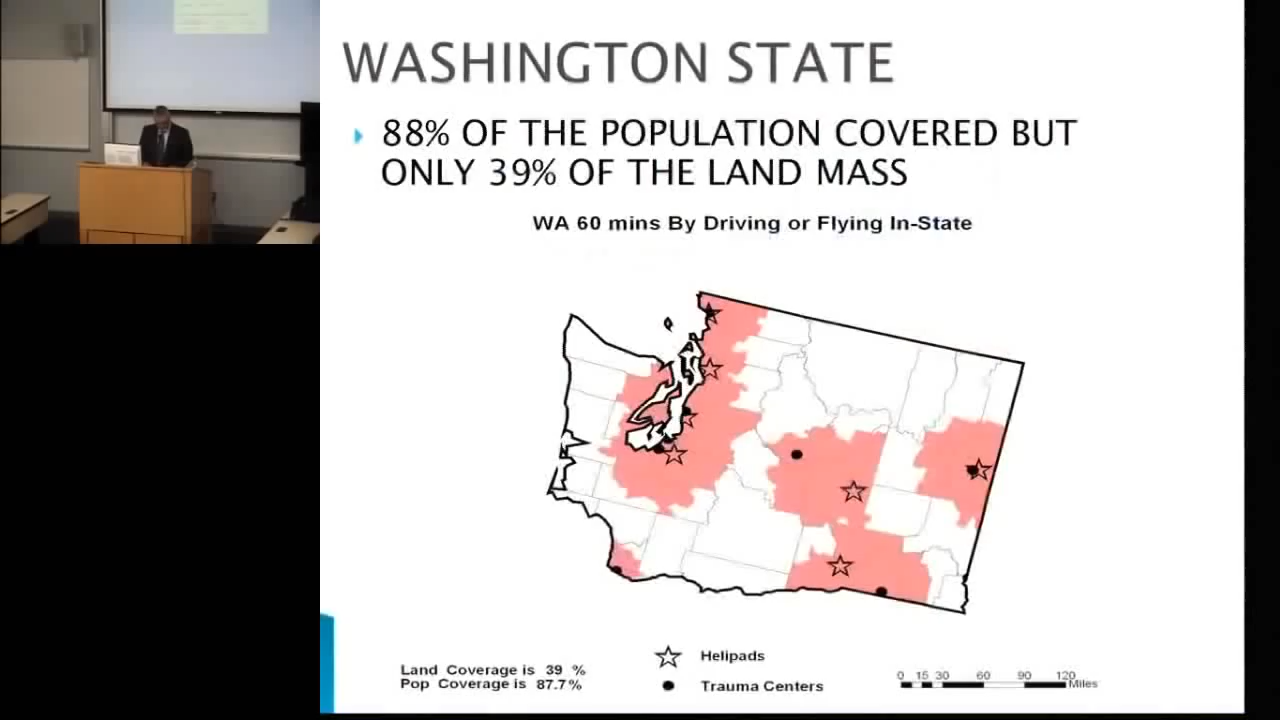 WASHINGTON STATE
88% OF THE POPULATION COVERED BUT
ONLY 39% OF THE LAND MASS
WA 60 mins By Driving or Flying In-State
Helipads
Trauma Centers
Land Coverage is 39 %
Pop Coverage is 87.7%
0 15 30 60 90 120
Miles